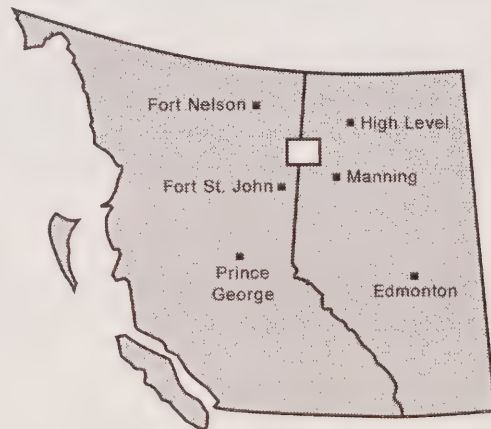 Fort Nelson
High Level
Manning
Fort St. John
Prince
George
Edmonton